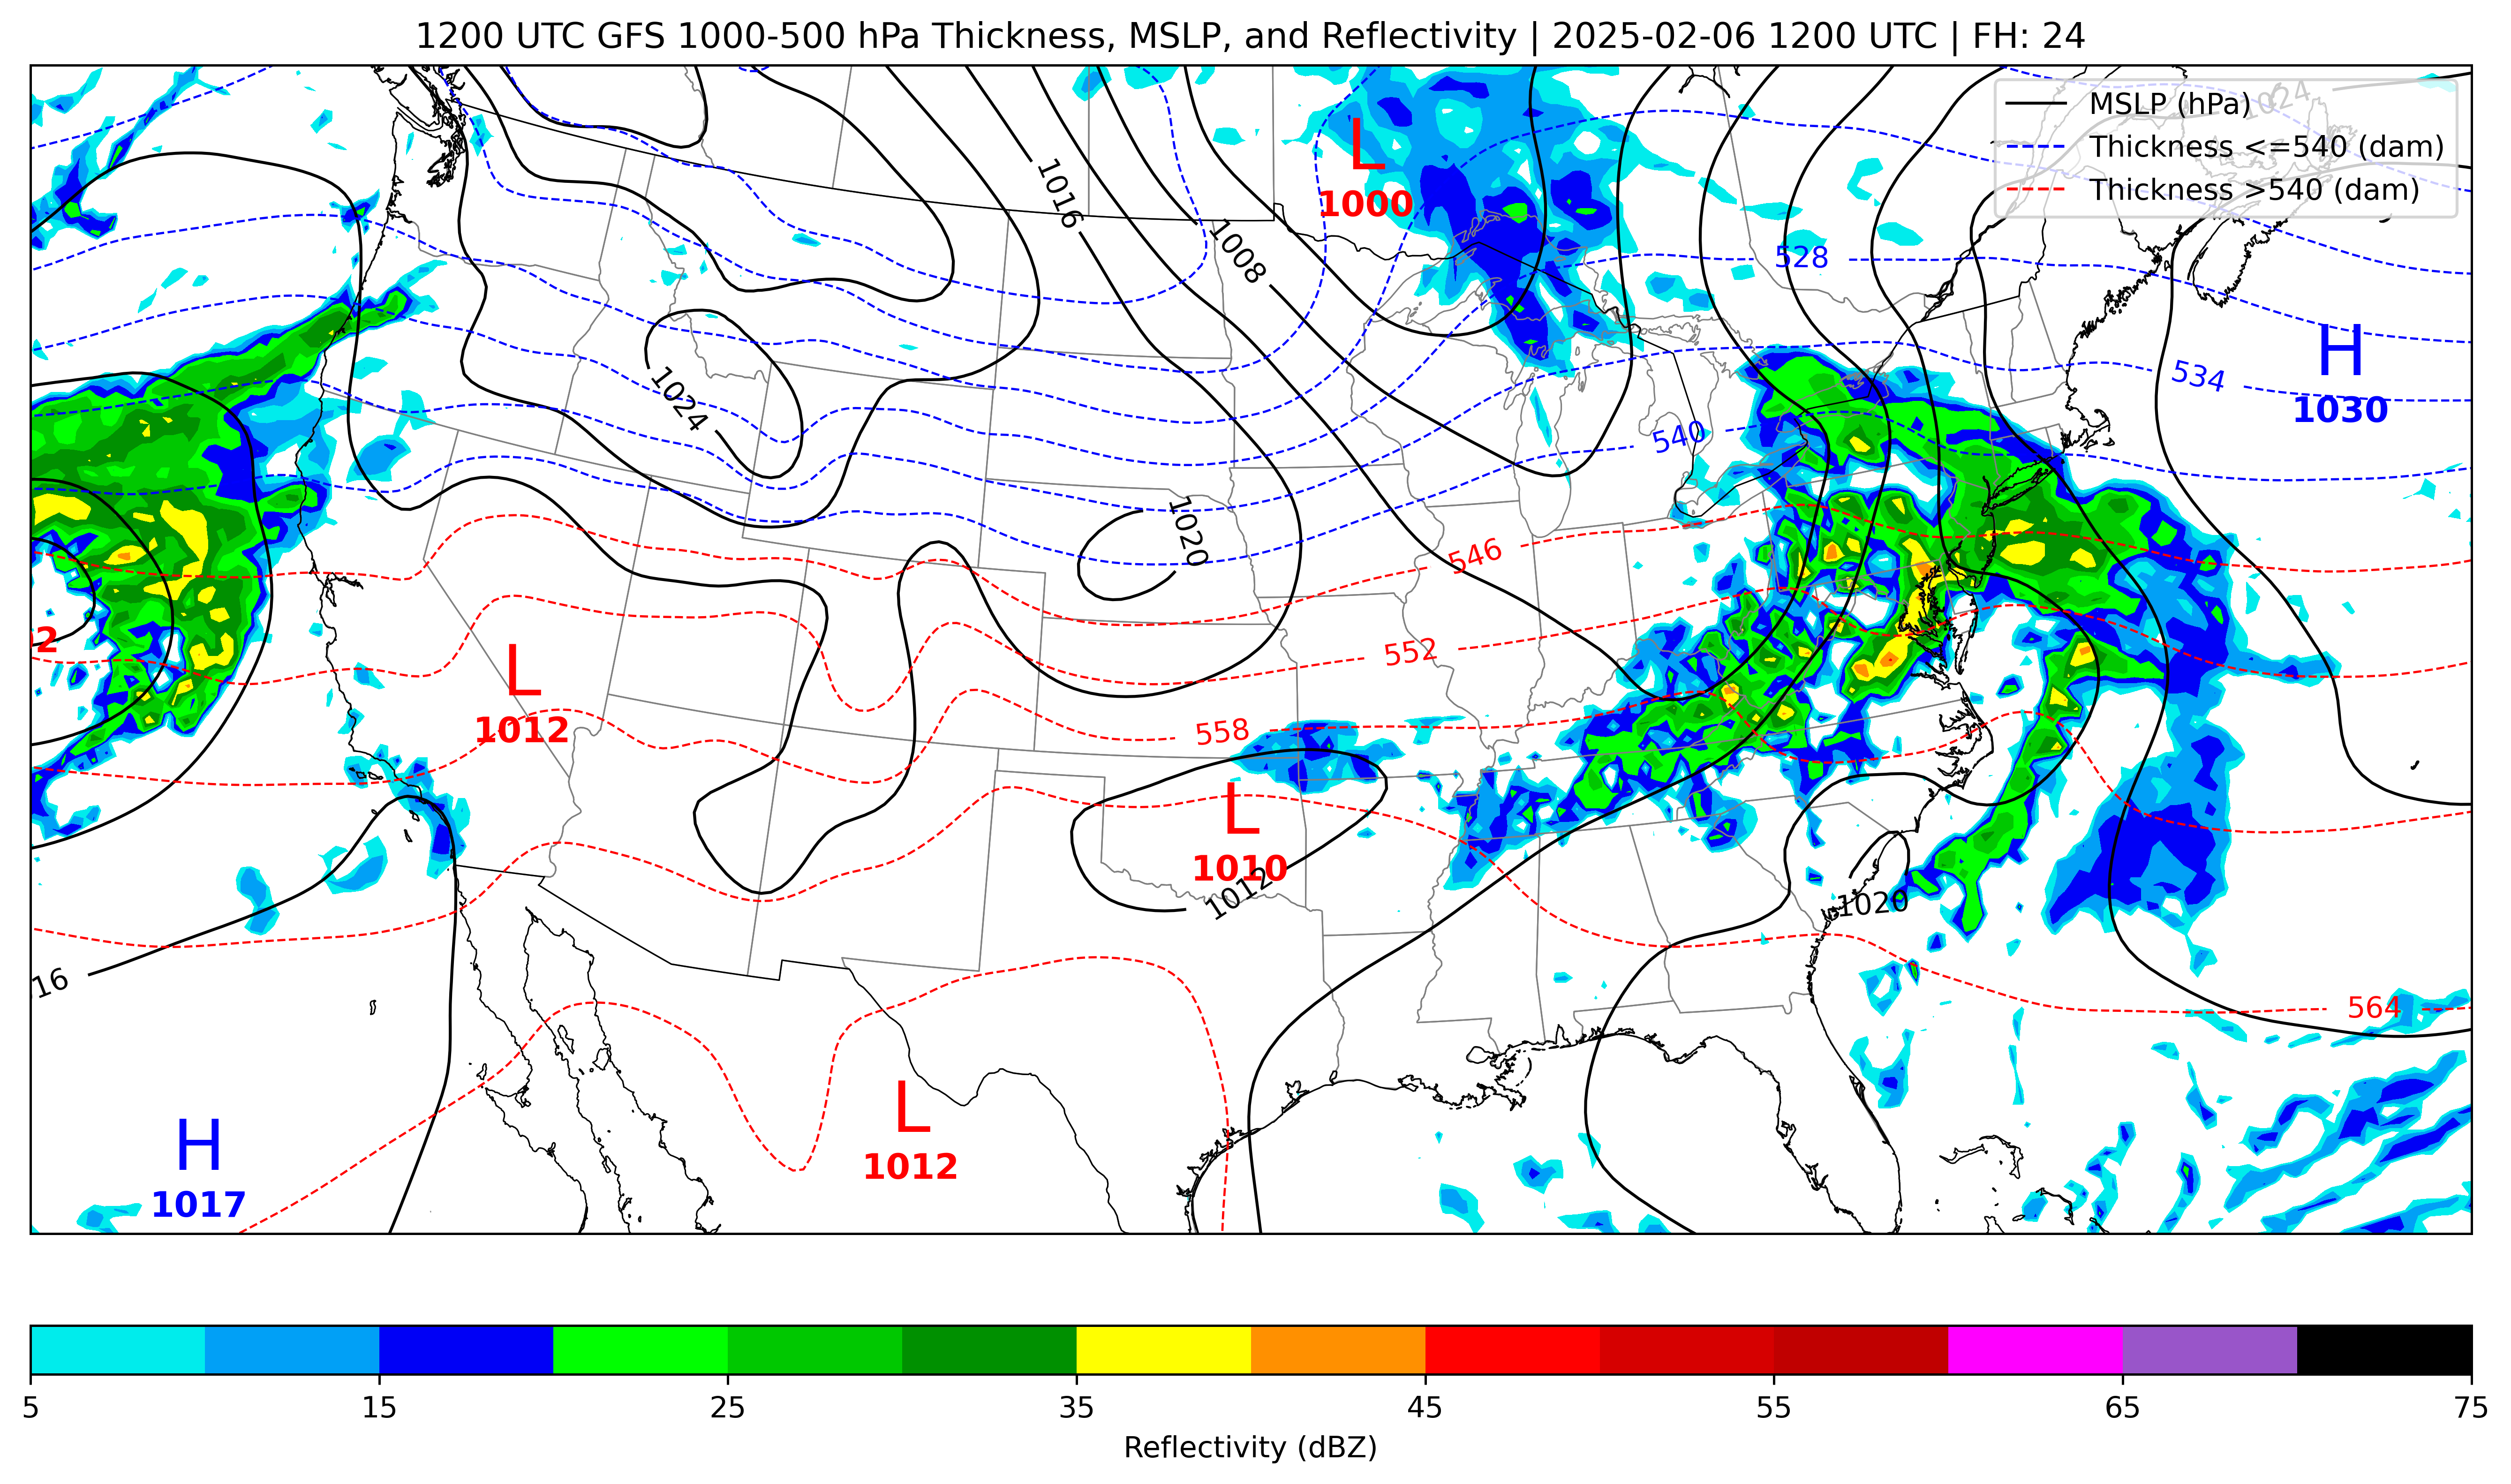 1200 UTC GFS 1000-500 hPa Thickness, MSLP, and Reflectivity | 2025-02-06 1200 UTC | FH: 24
MSLP (hPa)
Thickness <=540 (dam)
Thickness >540 (dam)
1024
L
1000
1016
1008
528
H
1030
534
1024
540
1020
546
552
558
L
1012
L
1010
1012
1020
16
564
L
1012
H
1017
5
15
25
35
45
55
65
75
Reflectivity (dBZ)